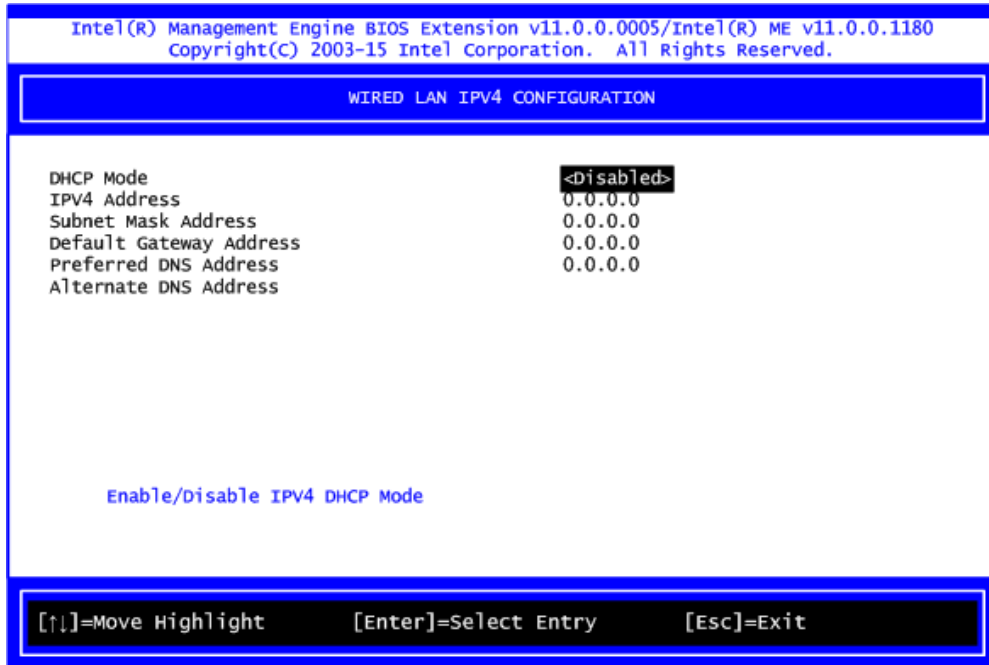 Intel(R) Management Engine BIOS Extension v11.0.0.0005/Intel(R) ME v11.0.0.1180
Copyright(C) 2003-15 Intel Corporation. All Rights Reserved.
WIRED LAN IPV4 CONFIGURATION
DHCP Mode <Disabled>
IPV4 Address 0.0.0.0
Subnet Mask Address 0.0.0.0
Default Gateway Address 0.0.0.0
Preferred DNS Address 0.0.0.0
Alternate DNS Address
Enable/Disable IPV4 DHCP Mode
[↑↓]=Move Highlight [Enter]=Select Entry [Esc]=Exit